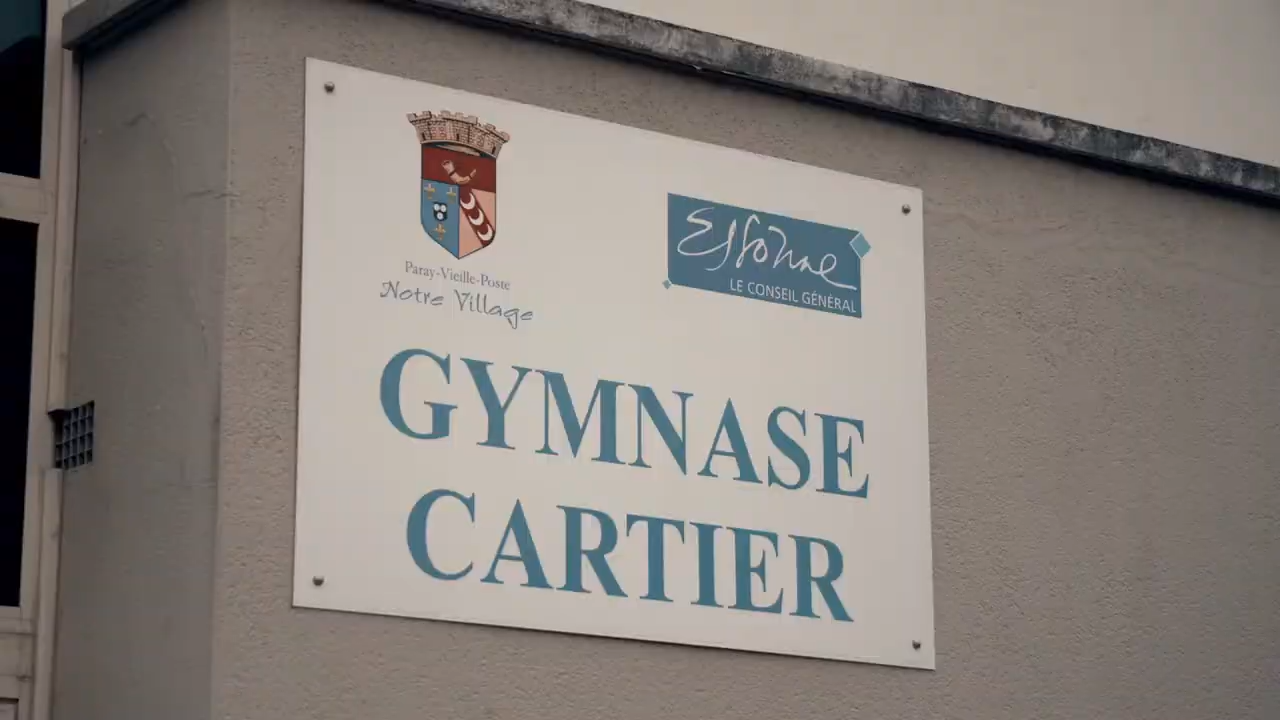 Paray-Vieille-Poste
Notre Village
Essonne
LE CONSEIL GÉNÉRAL
GYMNASE
CARTIER